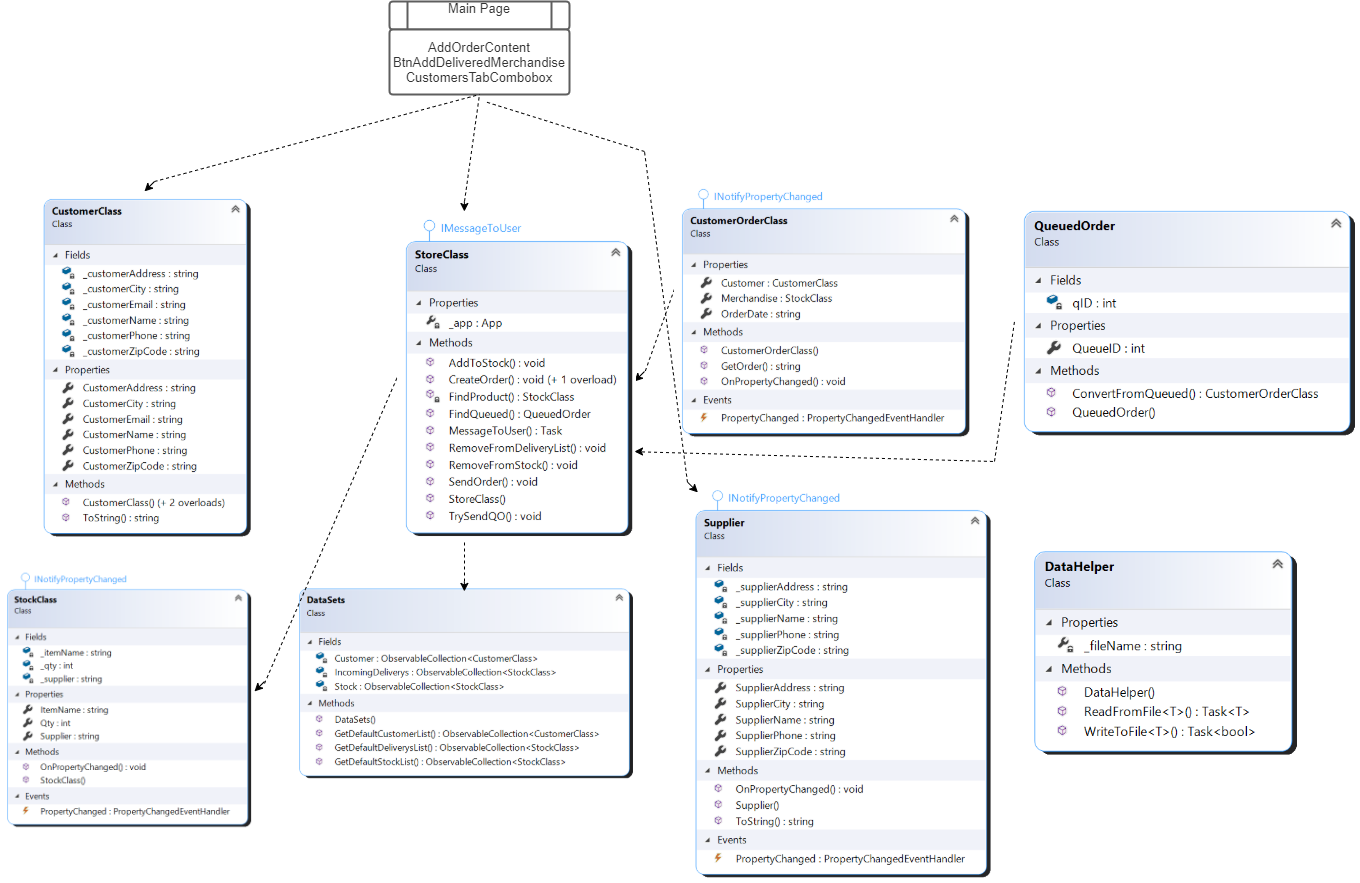 Main Page
AddOrderContent
BtnAddDeliveredMerchandise
CustomersTabCombobox
CustomerClass
Class
Fields
_customerAddress : string
_customerCity : string
_customerEmail : string
_customerName : string
_customerPhone : string
_customerZipCode : string
Properties
CustomerAddress : string
CustomerCity : string
CustomerEmail : string
CustomerName : string
CustomerPhone : string
CustomerZipCode : string
Methods
CustomerClass() (+ 2 overloads)
ToString() : string
IMessageToUser
StoreClass
Class
Properties
_app : App
Methods
AddToStock() : void
CreateOrder() : void (+ 1 overload)
FindProduct() : StockClass
FindQueued() : QueuedOrder
MessageToUser() : Task
RemoveFromDeliveryList() : void
RemoveFromStock() : void
SendOrder() : void
StoreClass()
TrySendQO() : void
INotifyPropertyChanged
CustomerOrderClass
Class
Properties
Customer : CustomerClass
Merchandise : StockClass
OrderDate : string
Methods
CustomerOrderClass()
GetOrder() : string
OnPropertyChanged() : void
Events
PropertyChanged : PropertyChangedEventHandler
QueuedOrder
Class
Fields
qID : int
Properties
QueueID : int
Methods
ConvertFromQueued() : CustomerOrderClass
QueuedOrder()
INotifyPropertyChanged
StockClass
Class
Fields
_itemName : string
_qty : int
_supplier : string
Properties
ItemName : string
Qty : int
Supplier : string
Methods
OnPropertyChanged() : void
StockClass()
Events
PropertyChanged : PropertyChangedEventHandler
DataSets
Class
Fields
Customer : ObservableCollection<CustomerClass>
IncomingDeliverys : ObservableCollection<StockClass>
Stock : ObservableCollection<StockClass>
Methods
DataSets()
GetDefaultCustomerList() : ObservableCollection<CustomerClass>
GetDefaultDeliverysList() : ObservableCollection<StockClass>
GetDefaultStockList() : ObservableCollection<StockClass>
INotifyPropertyChanged
Supplier
Class
Fields
_supplierAddress : string
_supplierCity : string
_supplierName : string
_supplierPhone : string
_supplierZipCode : string
Properties
SupplierAddress : string
SupplierCity : string
SupplierName : string
SupplierPhone : string
SupplierZipCode : string
Methods
OnPropertyChanged() : void
Supplier()
ToString() : string
Events
PropertyChanged : PropertyChangedEventHandler
DataHelper
Class
Properties
_fileName : string
Methods
DataHelper()
ReadFromFile<T>() : Task<T>
WriteToFile<T>() : Task<bool>